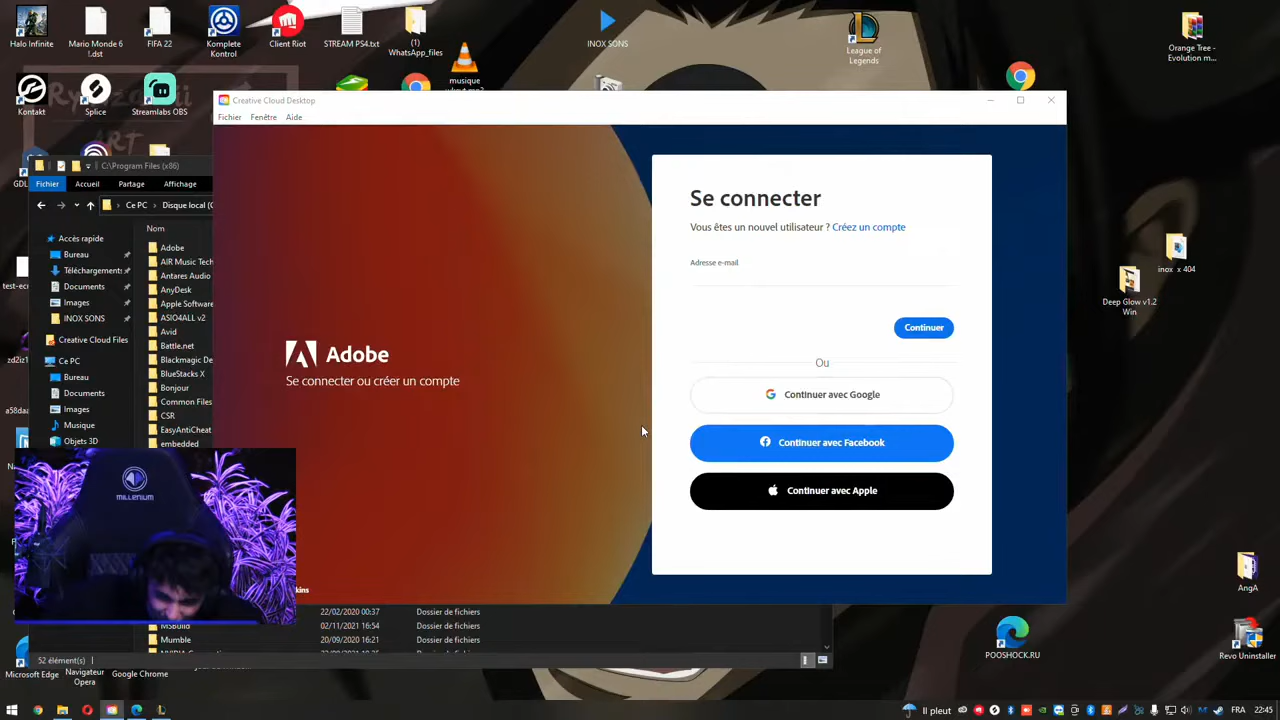 Halo Infinite
Mario Monde 6
!.dst
FIFA 22
Komplete
Kontrol
Client Riot
STREAM PS4.txt
(1)
WhatsApp_files
musique
INOX SONS
League of
Legends
Orange Tree -
Evolution m...
Kontakt
Splice
Streamlabs OBS
Creative Cloud Desktop
Fichier
Fenêtre
Aide
C:\Program Files (x86)
Fichier
Accueil
Partage
Affichage
Ce PC
Disque local (C
Nom
Accès rapide
Bureau
Téléchargements
Documents
Images
INOX SONS
Creative Cloud Files
Ce PC
Bureau
Documents
Images
Musique
Objets 3D
Adobe
AIR Music Tech
Antares Audio
AnyDesk
Apple Software
ASIO4ALL v2
Avid
Battle.net
Blackmagic De
BlueStacks X
Bonjour
Common Files
CSR
EasyAntiCheat
embedded
Adobe
Se connecter ou créer un compte
Se connecter
Vous êtes un nouvel utilisateur ? Créez un compte
Adresse e-mail
Continuer
Ou
Continuer avec Google
Continuer avec Facebook
Continuer avec Apple
inox x 404
Deep Glow v1.2
Win
MILLENIUM
22/02/2020 00:37
Dossier de fichiers
MSBuild
02/11/2021 16:54
Dossier de fichiers
Mumble
20/09/2020 16:21
Dossier de fichiers
52 élément(s)
AngA
POOSHOCK.RU
Revo Uninstaller
Microsoft Edge
Navigateur
Opera
Google Chrome
Il pleut
FRA
22:45